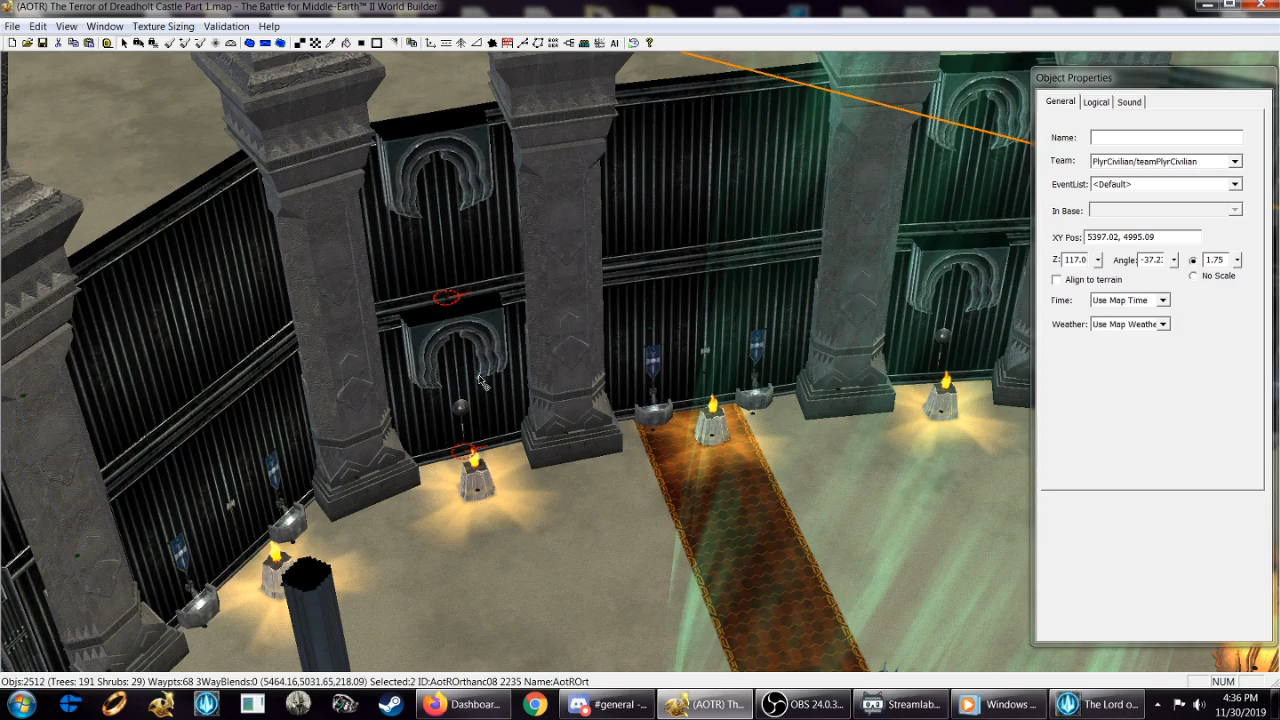 (AOTR) The Terror of Dreadholt Castle Part 1.map - The Battle for Middle-Earth™ II World Builder
File Edit View Window Texture Sizing Validation Help
AI
Object Properties
General Logical Sound
Name:
Team: PlyrCivilian/teamPlyrCivilian
EventList: <Default>
In Base:
XY Pos: 5397.02, 4995.09
Z: 117.0 Angle: -37.2 1.75
No Scale
Align to terrain
Time: Use Map Time
Weather: Use Map Weathe
Objs:2512 (Trees: 191 Shrubs: 29) Waypts:68 3WayBlends:0 (5464.16,5031.65,218.09) Selected:2 ID:AotROrthanc08 2235 Name:AotROrt
NUM
Dashboar... #general -... (AOTR) Th... OBS 24.0.3... Streamlab... Windows ... The Lord o...
4:36 PM
11/30/2019